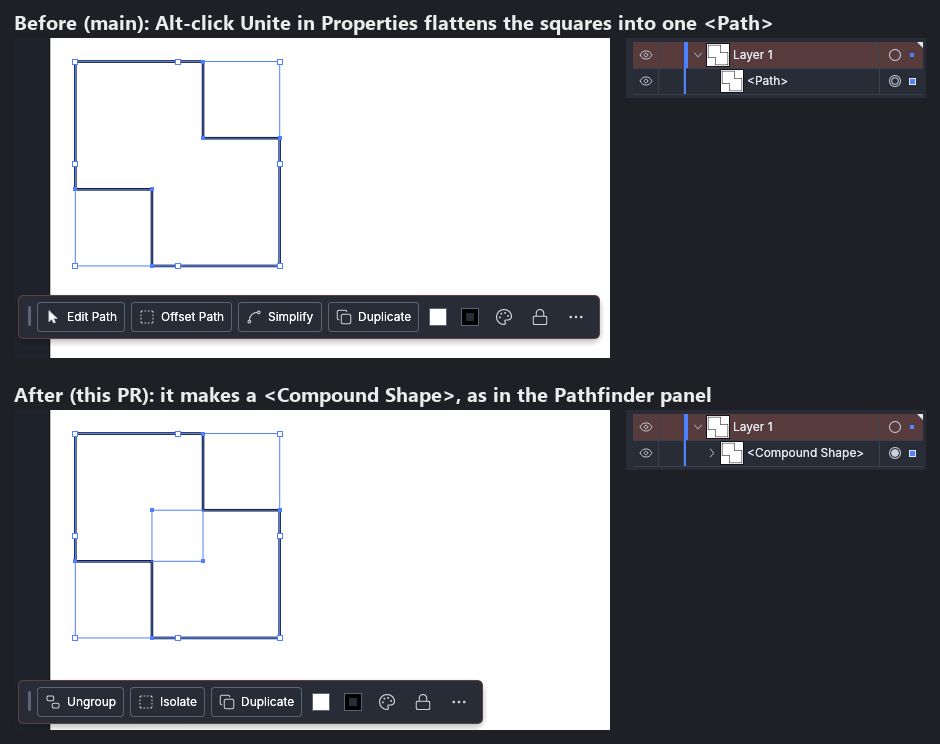 Before (main): Alt-click Unite in Properties flattens the squares into one <Path>
Layer 1
<Path>
Edit Path
Offset Path
Simplify
Duplicate
After (this PR): it makes a <Compound Shape>, as in the Pathfinder panel
Layer 1
<Compound Shape>
Ungroup
Isolate
Duplicate